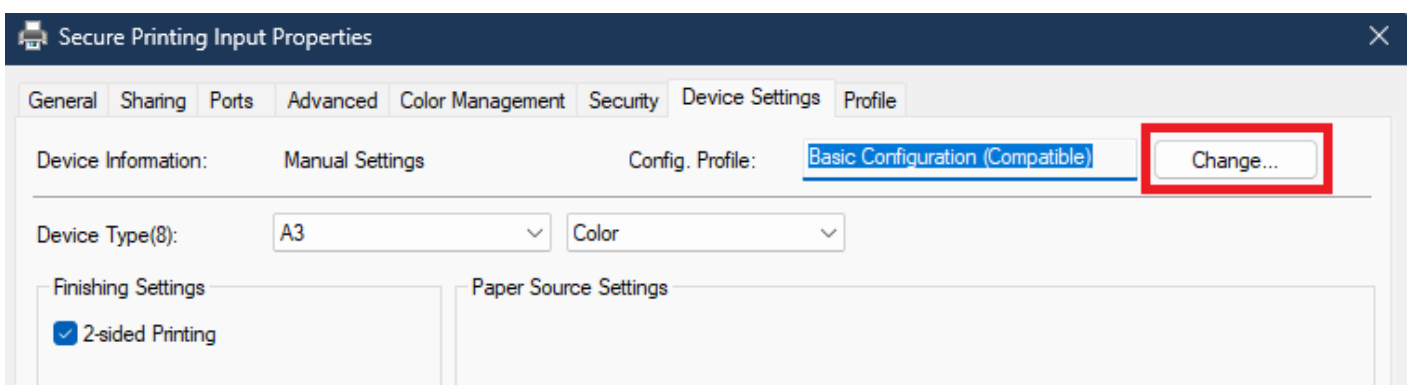 Secure Printing Input Properties
General Sharing Ports Advanced Color Management Security Device Settings Profile
Device Information: Manual Settings Config. Profile: Basic Configuration (Compatible) Change...
Device Type(8): A3 Color
Finishing Settings Paper Source Settings
2-sided Printing